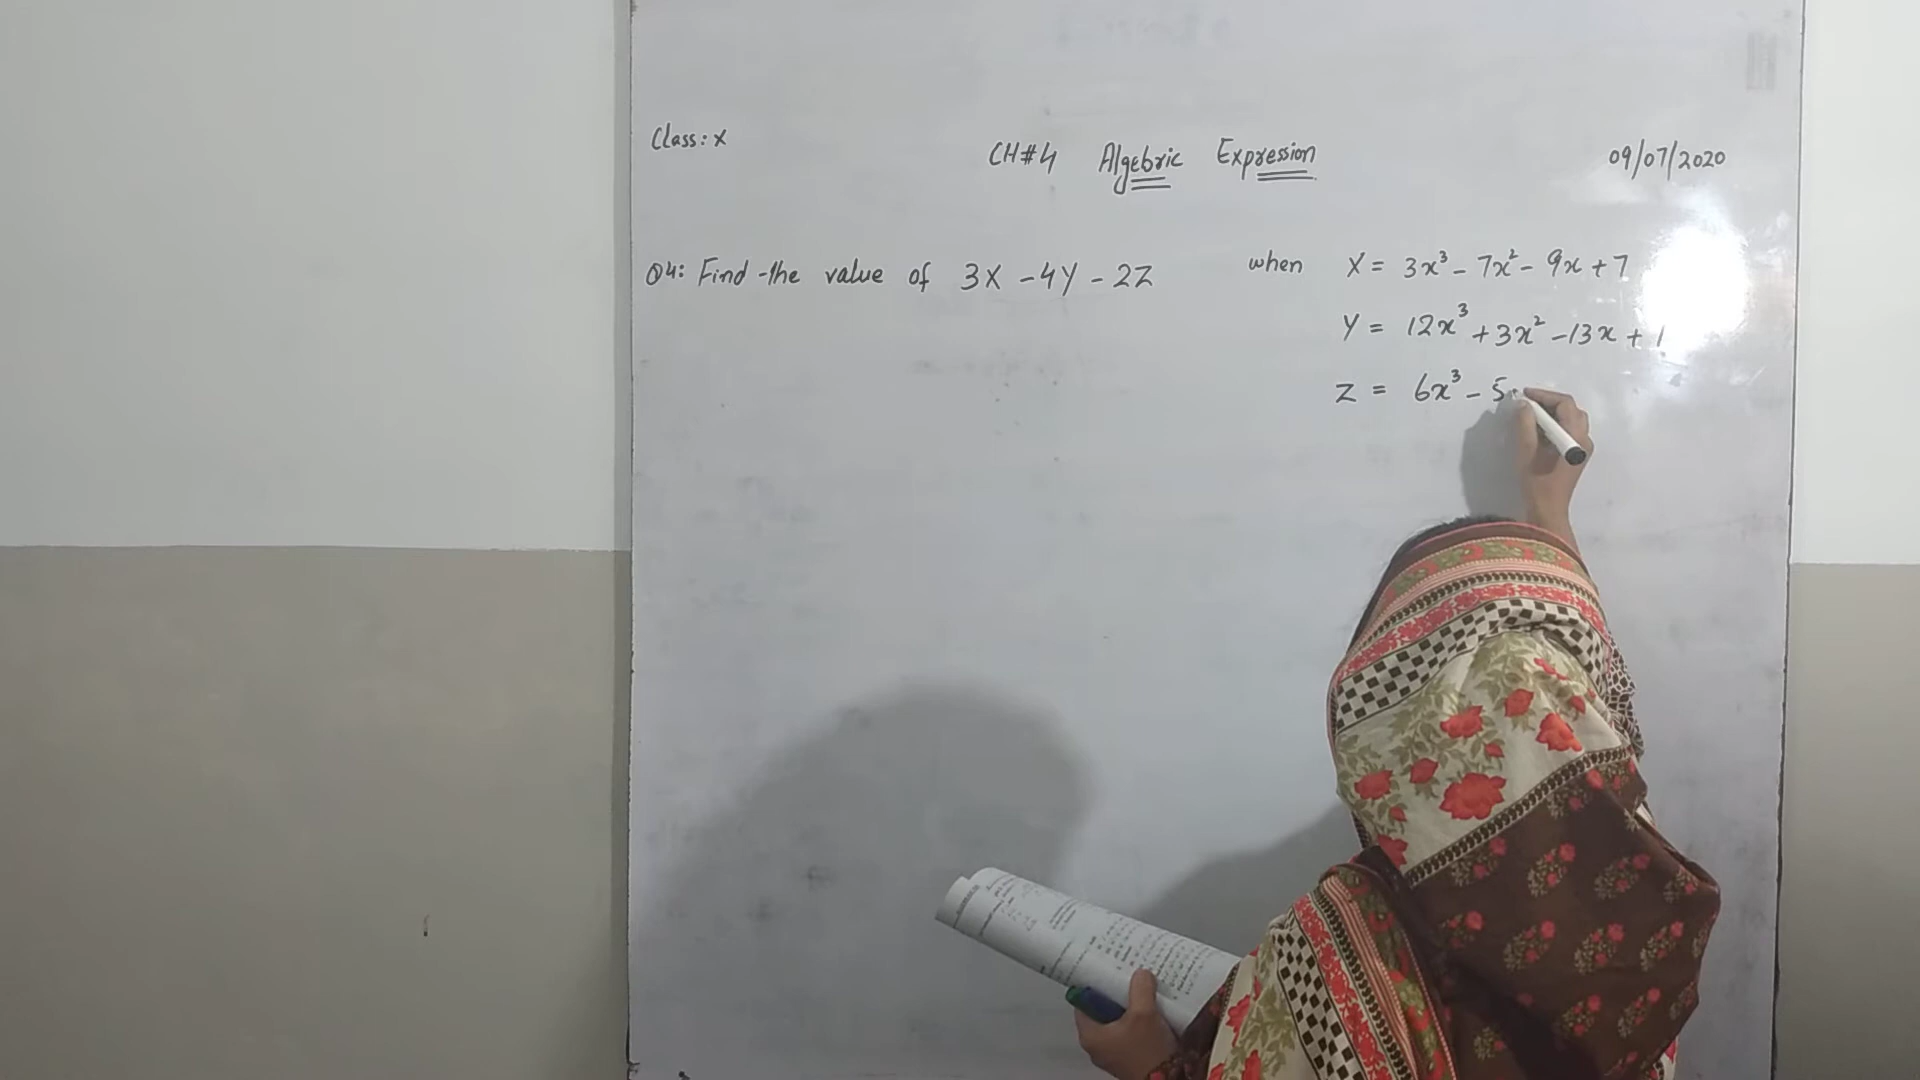 Class: X
CH#4 Algebric Expression
09/07/2020
Q4: Find the value of 3X - 4Y - 2Z when X = 3x³ - 7x² - 9x + 7
Y = 12x³ + 3x² - 13x + 1
Z = 6x³ - 5